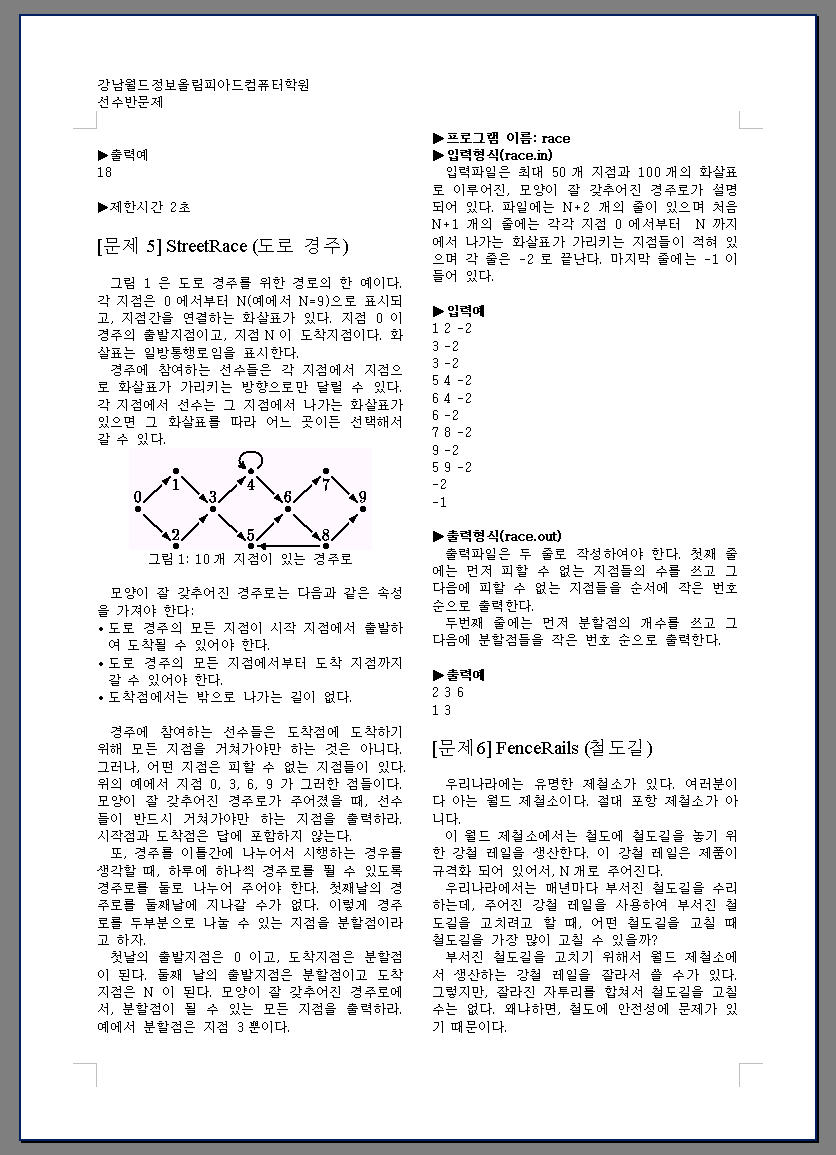 강남월드정보올림피아드컴퓨터학원
선수반문제
▶출력예
18
▶제한시간 2초
[문제 5] StreetRace (도로 경주)
그림 1 은 도로 경주를 위한 경로의 한 예이다.
각 지점은 0 에서부터 N(예에서 N=9)으로 표시되
고, 지점간을 연결하는 화살표가 있다. 지점 0 이
경주의 출발지점이고, 지점 N 이 도착지점이다. 화
살표는 일방통행로임을 표시한다.
경주에 참여하는 선수들은 각 지점에서 지점으
로 화살표가 가리키는 방향으로만 달릴 수 있다.
각 지점에서 선수는 그 지점에서 나가는 화살표가
있으면 그 화살표를 따라 어느 곳이든 선택해서
갈 수 있다.
0 1 2 3 4 5 6 7 8 9
그림 1: 10 개 지점이 있는 경주로
모양이 잘 갖추어진 경주로는 다음과 같은 속성
을 가져야 한다:
• 도로 경주의 모든 지점이 시작 지점에서 출발하
여 도착될 수 있어야 한다.
• 도로 경주의 모든 지점에서부터 도착 지점까지
갈 수 있어야 한다.
• 도착점에서는 밖으로 나가는 길이 없다.
경주에 참여하는 선수들은 도착점에 도착하기
위해 모든 지점을 거쳐가야만 하는 것은 아니다.
그러나, 어떤 지점은 피할 수 없는 지점들이 있다.
위의 예에서 지점 0, 3, 6, 9 가 그러한 점들이다.
모양이 잘 갖추어진 경주로가 주어졌을 때, 선수
들이 반드시 거쳐가야만 하는 지점을 출력하라.
시작점과 도착점은 답에 포함하지 않는다.
또, 경주를 이틀간에 나누어서 시행하는 경우를
생각할 때, 하루에 하나씩 경주로를 뛸 수 있도록
경주로를 둘로 나누어 주어야 한다. 첫째날의 경
주로를 둘째날에 지나갈 수가 없다. 이렇게 경주
로를 두부분으로 나눌 수 있는 지점을 분할점이라
고 하자.
첫날의 출발지점은 0 이고, 도착지점은 분할점
이 된다. 둘째 날의 출발지점은 분할점이고 도착
지점은 N 이 된다. 모양이 잘 갖추어진 경주로에
서, 분할점이 될 수 있는 모든 지점을 출력하라.
예에서 분할점은 지점 3 뿐이다.
▶프로그램 이름: race
▶입력형식(race.in)
입력파일은 최대 50 개 지점과 100 개의 화살표
로 이루어진, 모양이 잘 갖추어진 경주로가 설명
되어 있다. 파일에는 N+2 개의 줄이 있으며 처음
N+1 개의 줄에는 각각 지점 0 에서부터 N 까지
에서 나가는 화살표가 가리키는 지점들이 적혀 있
으며 각 줄은 -2 로 끝난다. 마지막 줄에는 -1 이
들어 있다.
▶입력예
1 2 -2
3 -2
3 -2
5 4 -2
6 4 -2
6 -2
7 8 -2
9 -2
5 9 -2
-2
-1
▶출력형식(race.out)
출력파일은 두 줄로 작성하여야 한다. 첫째 줄
에는 먼저 피할 수 없는 지점들의 수를 쓰고 그
다음에 피할 수 없는 지점들을 순서에 작은 번호
순으로 출력한다.
두번째 줄에는 먼저 분할점의 개수를 쓰고 그
다음에 분할점들을 작은 번호 순으로 출력한다.
▶출력예
2 3 6
1 3
[문제6] FenceRails (철도길)
우리나라에는 유명한 제철소가 있다. 여러분이
다 아는 월드 제철소이다. 절대 포항 제철소가 아
니다.
이 월드 제철소에서는 철도에 철도길을 놓기 위
한 강철 레일을 생산한다. 이 강철 레일은 제품이
규격화 되어 있어서, N 개로 주어진다.
우리나라에서는 매년마다 부서진 철도길을 수리
하는데, 주어진 강철 레일을 사용하여 부서진 철
도길을 고치려고 할 때, 어떤 철도길을 고칠 때
철도길을 가장 많이 고칠 수 있을까?
부서진 철도길을 고치기 위해서 월드 제철소에
서 생산하는 강철 레일을 잘라서 쓸 수가 있다.
그렇지만, 잘라진 자투리를 합쳐서 철도길을 고칠
수는 없다. 왜냐하면, 철도에 안전성에 문제가 있
기 때문이다.